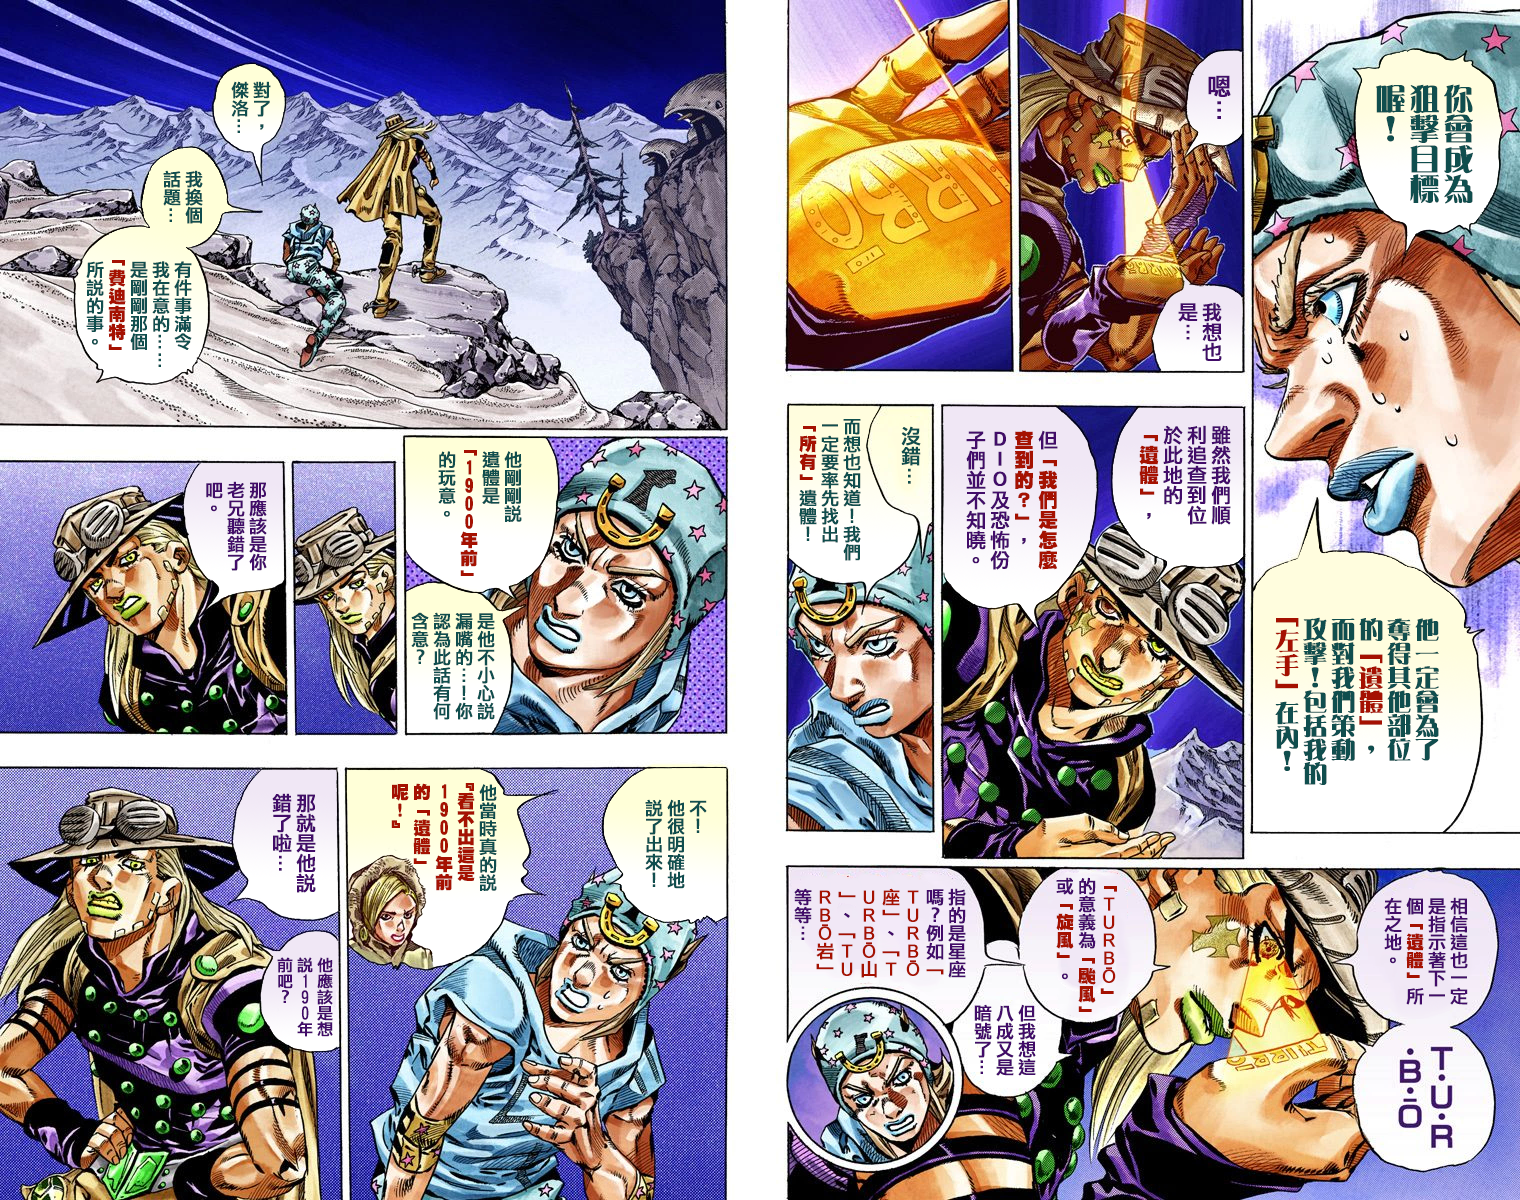 你會成為
狙擊目標
喔！
他一定會為了
奪得其他部位
的「遺體」，
而對我們策動
攻擊！包括我的
「左手」在內！
嗯…
我想也
是…
TURBŌ
TURBŌ
雖然我們順
利追查到位
於此地的
「遺體」，
但「我們是怎麼
查到的？」，
DIO及恐怖份
子們並不知曉。
沒錯…
而想也知道！我們
一定要率先找出
「所有」遺體！
相信這也一定
是指示著下一
個「遺體」所
在之地。
T·U·R
·B·Ō
TURBŌ
「TURBŌ」
的意義為「颱風」
或「旋風」。
但我想這
八成又是
暗號了…
指的是星座
嗎？例如「
TURBŌ
座」、「T
URBŌ山
」、「TU
RBŌ岩」
等等…
對了，
傑洛…
我換個
話題…
有件事滿令
我在意的……
是剛剛那個
「費迪南特」
所說的事。
他剛剛說
遺體是
「1900年前」
的玩意。
是他不小心說
漏嘴的…！你
認為此話有何
含意？
那應該是你
老兄聽錯了
吧。
不！
他很明確地
說了出來！
他當時真的說
『看不出這是
1900年前
的「遺體」
呢！』
那就是他說
錯了啦…
他應該是想
說190年
前吧？